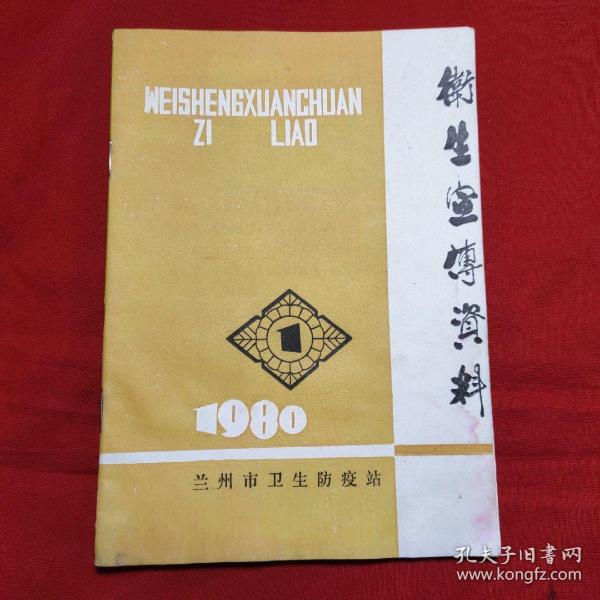 WEISHENGXUANCHUAN
ZI LIAO
衛生宣傳資料
1
1980
兰州市卫生防疫站
孔夫子旧書网
www.kongfz.com